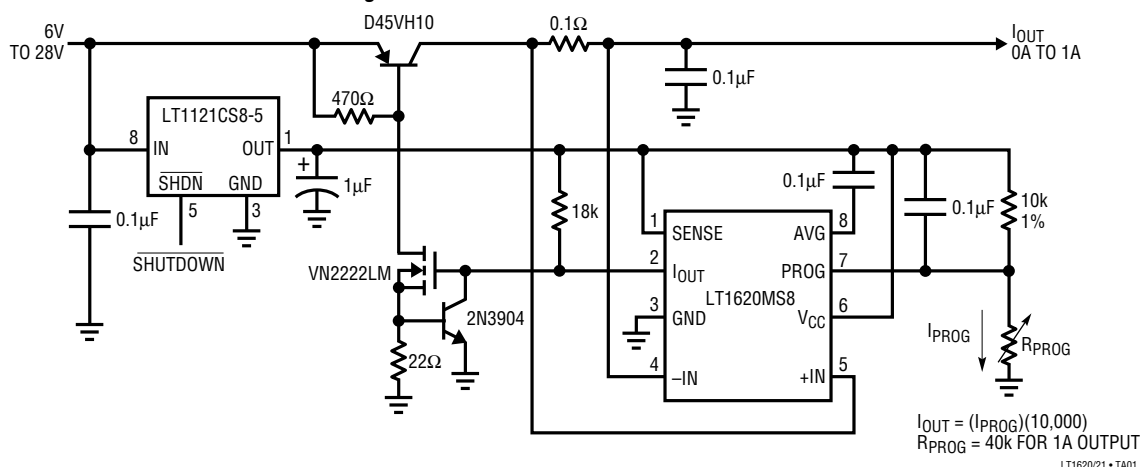 D45VH10
0.1Ω
6V
TO 28V
IOUT
0A TO 1A
0.1µF
470Ω
LT1121CS8-5
8
IN
OUT
1
SHDN
GND
5
3
+
1µF
0.1µF
SHUTDOWN
18k
0.1µF
0.1µF
10k
1%
1
SENSE
AVG
8
VN2222LM
2
IOUT
PROG
7
LT1620MS8
2N3904
3
GND
VCC
6
IPROG
RPROG
22Ω
4
–IN
+IN
5
IOUT = (IPROG)(10,000)
RPROG = 40k FOR 1A OUTPUT
LT1620/21 • TA01